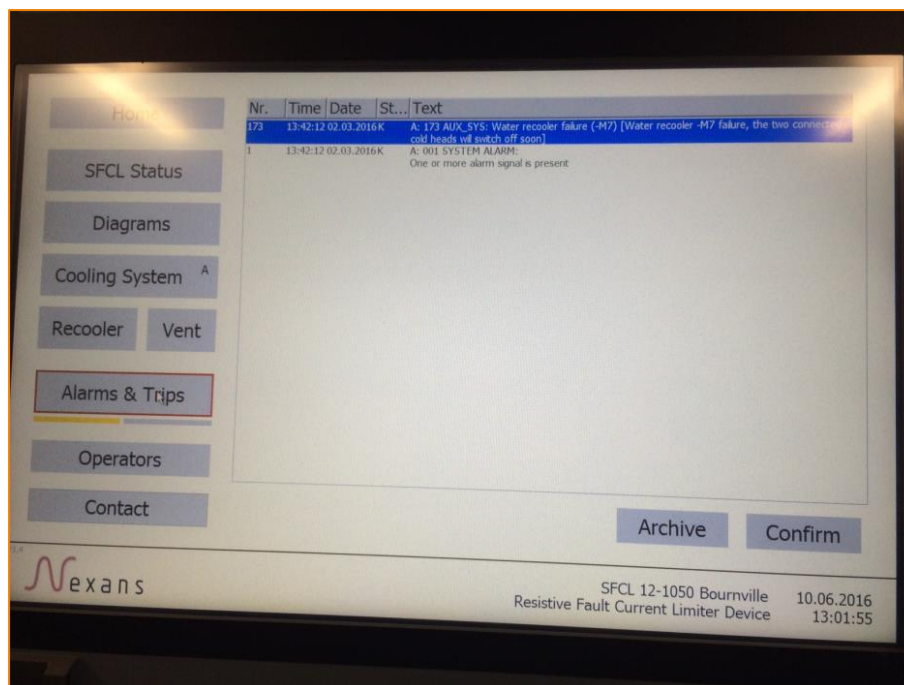 Home
SFCL Status
Diagrams
Cooling System A
Recooler Vent
Alarms & Trips
Operators
Contact
Nr. Time Date St... Text
173 13:42:12 02.03.2016 K A: 173 AUX_SYS: Water recooler failure (-M7) [Water recooler -M7 failure, the two connected
cold heads will switch off soon]
1 13:42:12 02.03.2016 K A: 001 SYSTEM ALARM:
One or more alarm signal is present
Archive Confirm
Nexans
SFCL 12-1050 Bournville 10.06.2016
Resistive Fault Current Limiter Device 13:01:55